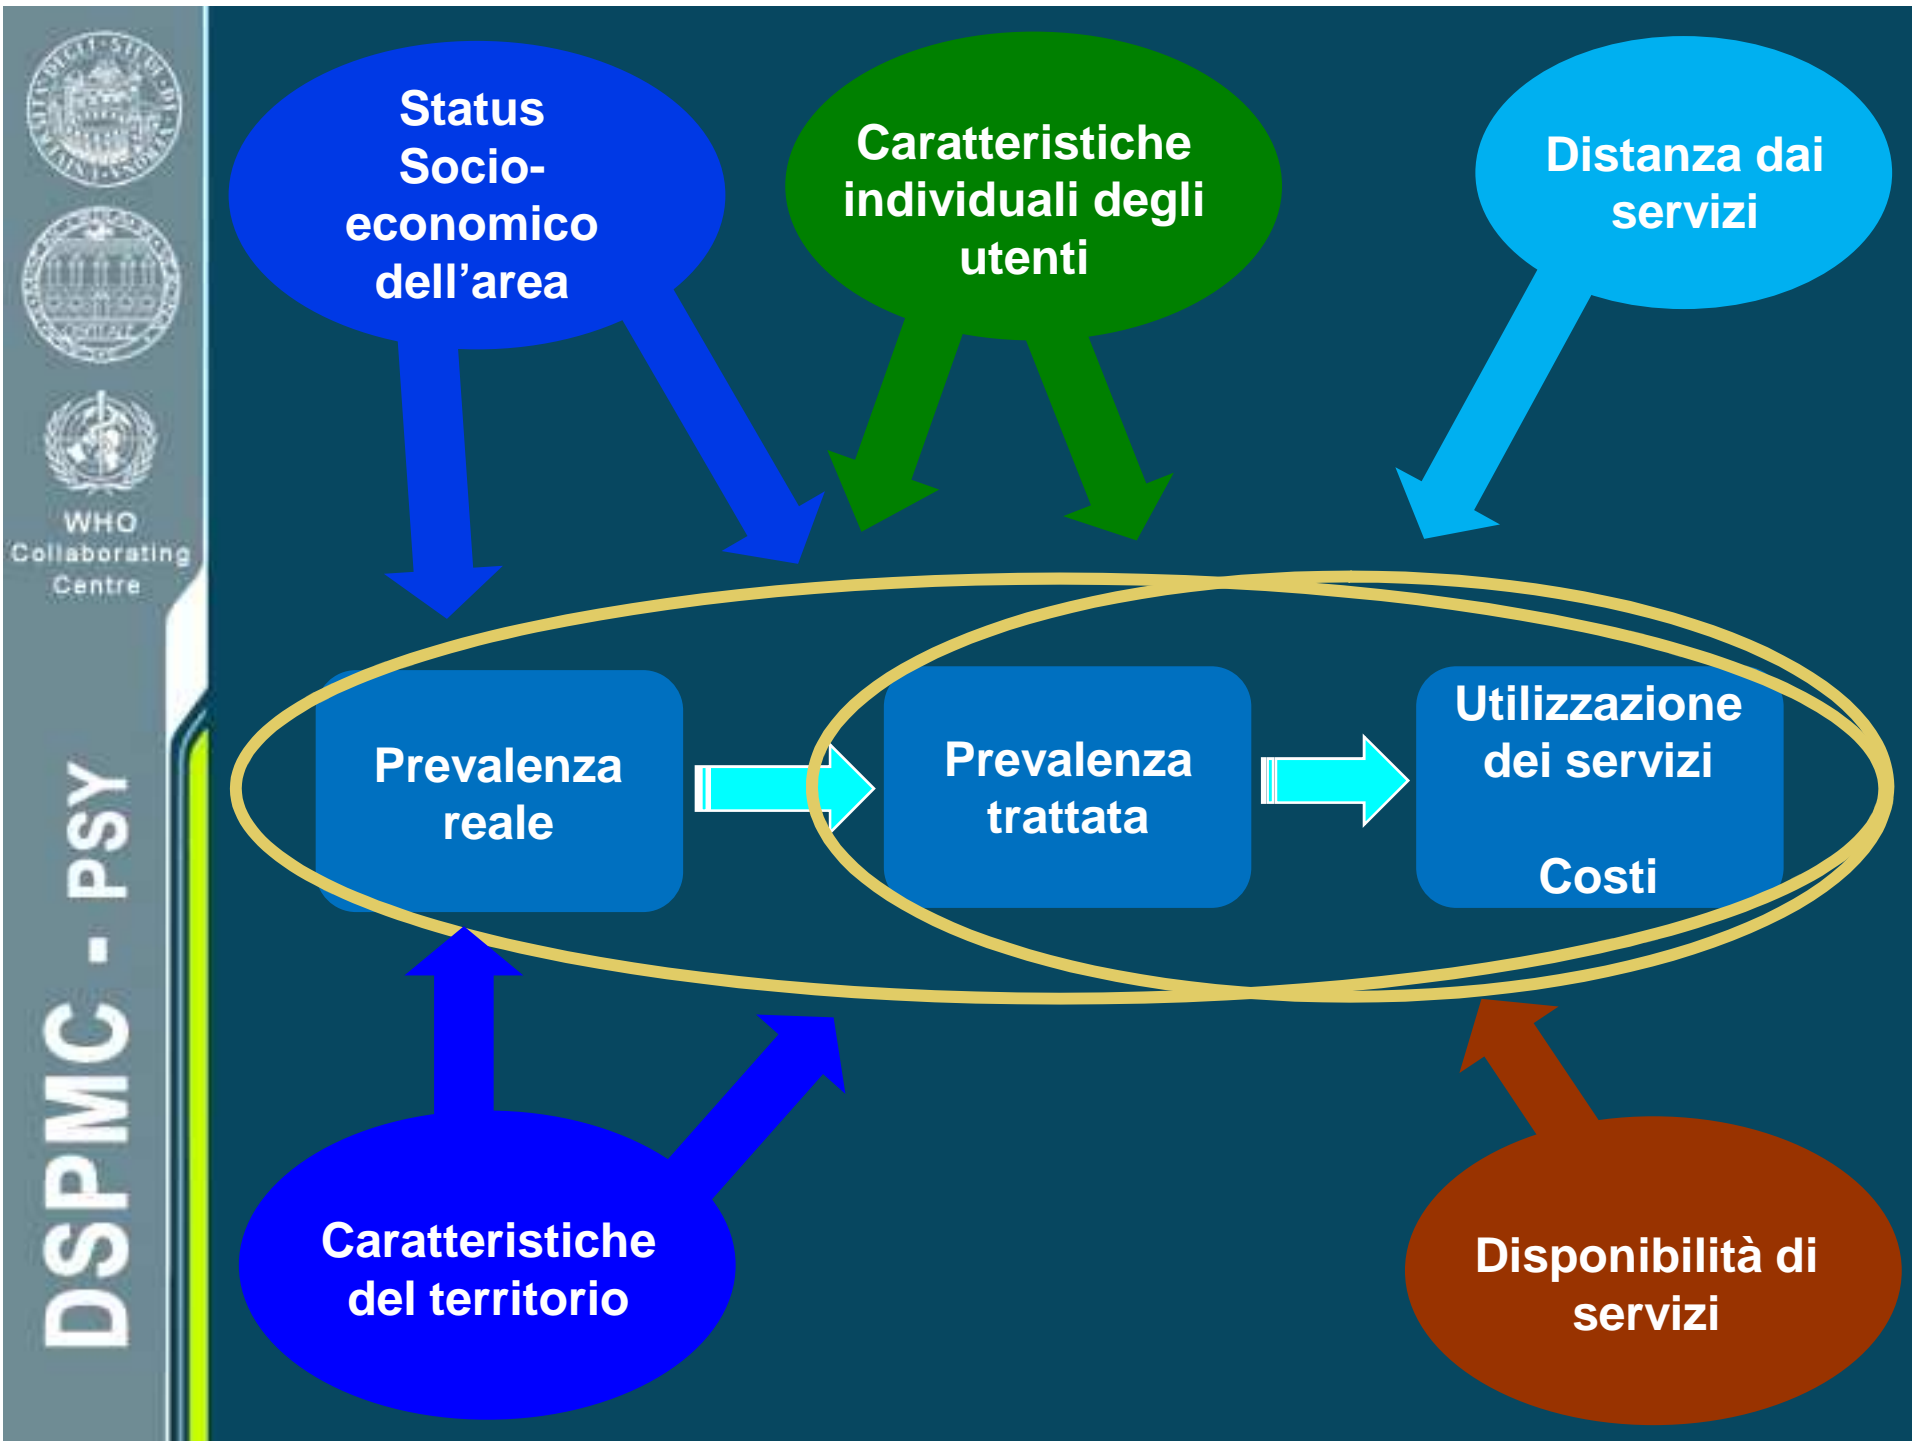 WHO
Collaborating
Centre
DSPMC - PSY
Status
Socio-
economico
dell’area
Caratteristiche
individuali degli
utenti
Distanza dai
servizi
Prevalenza
reale
Prevalenza
trattata
Utilizzazione
dei servizi
Costi
Caratteristiche
del territorio
Disponibilità di
servizi